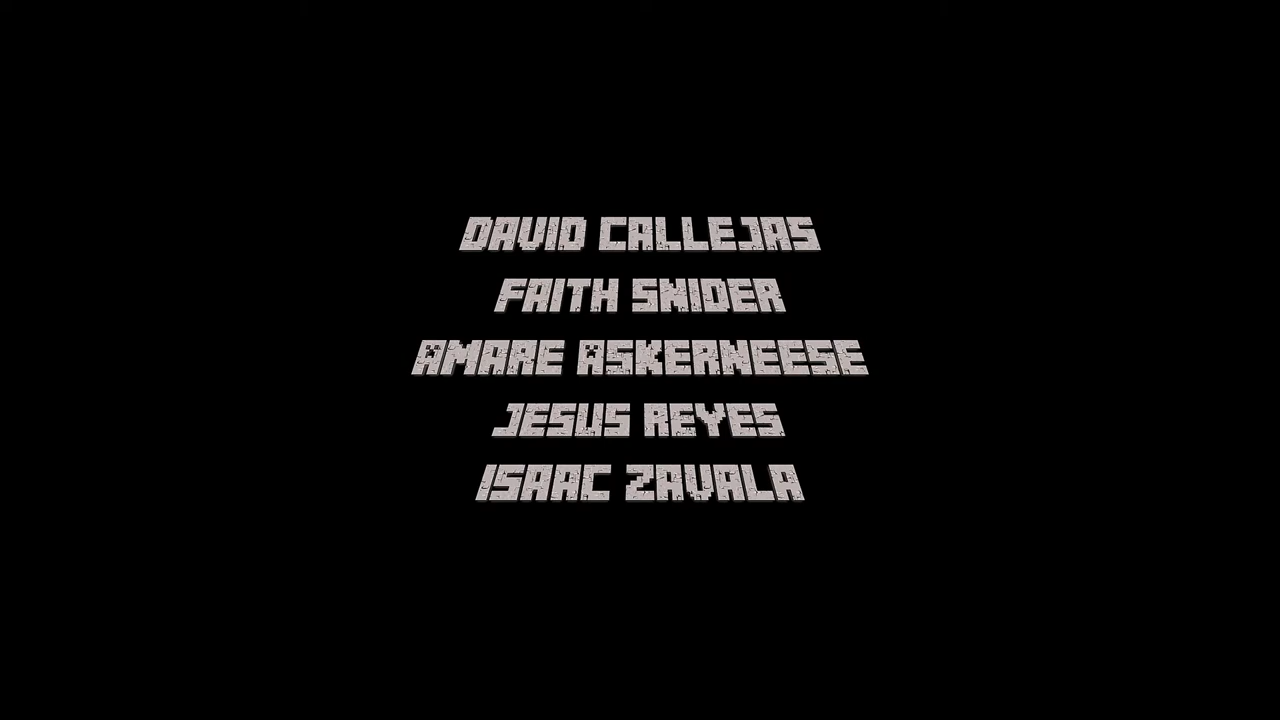 DAVID CALLEJAS
FAITH SNIDER
AMARE ASKERNEESE
JESUS REYES
ISAAC ZAVALA